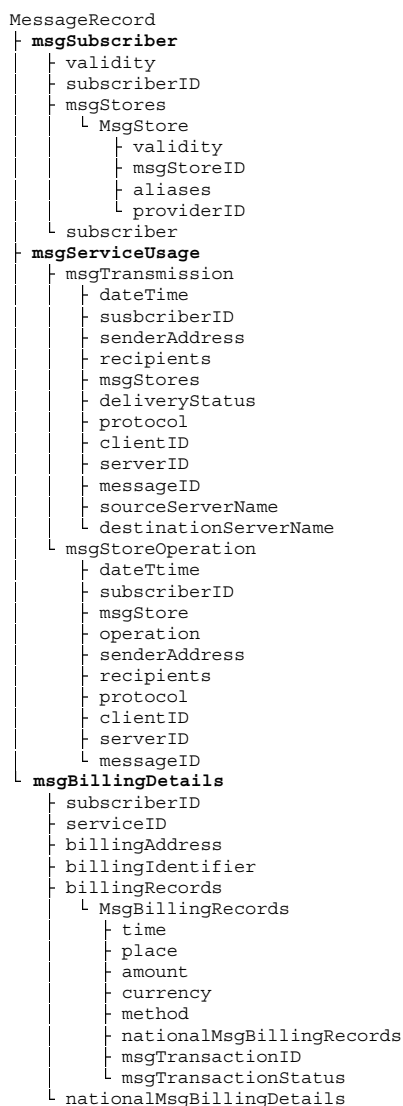 MessageRecord
msgSubscriber
validity
subscriberID
msgStores
MsgStore
validity
msgStoreID
aliases
providerID
subscriber
msgServiceUsage
msgTransmission
dateTime
susbcriberID
senderAddress
recipients
msgStores
deliveryStatus
protocol
clientID
serverID
messageID
sourceServerName
destinationServerName
msgStoreOperation
dateTtime
subscriberID
msgStore
operation
senderAddress
recipients
protocol
clientID
serverID
messageID
msgBillingDetails
subscriberID
serviceID
billingAddress
billingIdentifier
billingRecords
MsgBillingRecords
time
place
amount
currency
method
nationalMsgBillingRecords
msgTransactionID
msgTransactionStatus
nationalMsgBillingDetails